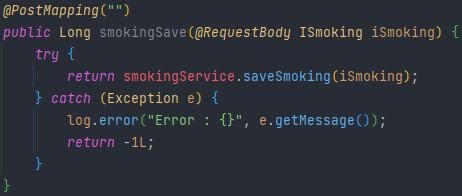 @PostMapping("")
public Long smokingSave(@RequestBody ISmoking iSmoking) {
    try {
        return smokingService.saveSmoking(iSmoking);
    } catch (Exception e) {
        log.error("Error : {}", e.getMessage());
        return -1L;
    }
}